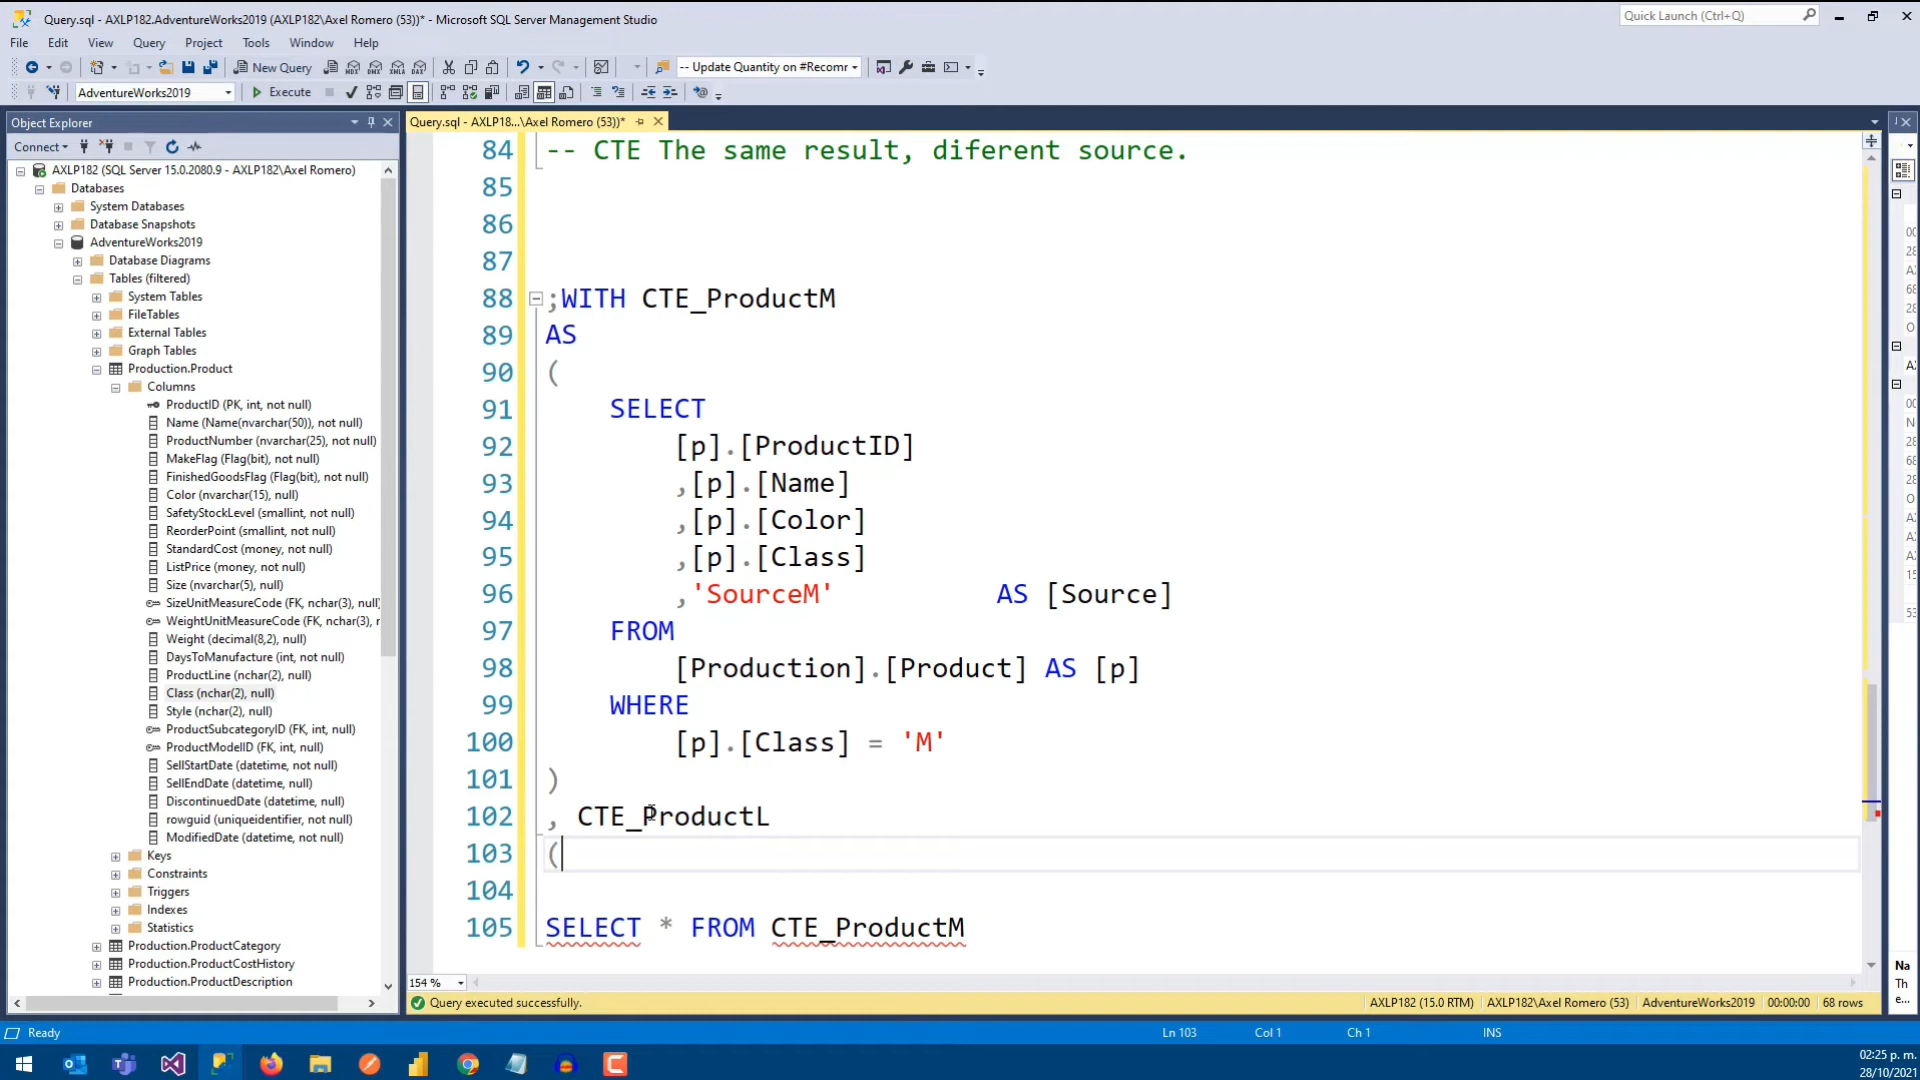 Query.sql - AXLP182.AdventureWorks2019 (AXLP182\Axel Romero (53))* - Microsoft SQL Server Management Studio
Quick Launch (Ctrl+Q)
File Edit View Query Project Tools Window Help
New Query
-- Update Quantity on #Recomr
AdventureWorks2019
Execute
Object Explorer
Query.sql - AXLP18...\Axel Romero (53))*
Connect
AXLP182 (SQL Server 15.0.2080.9 - AXLP182\Axel Romero)
Databases
System Databases
Database Snapshots
AdventureWorks2019
Database Diagrams
Tables (filtered)
System Tables
FileTables
External Tables
Graph Tables
Production.Product
Columns
ProductID (PK, int, not null)
Name (Name(nvarchar(50)), not null)
ProductNumber (nvarchar(25), not null)
MakeFlag (Flag(bit), not null)
FinishedGoodsFlag (Flag(bit), not null)
Color (nvarchar(15), null)
SafetyStockLevel (smallint, not null)
ReorderPoint (smallint, not null)
StandardCost (money, not null)
ListPrice (money, not null)
Size (nvarchar(5), null)
SizeUnitMeasureCode (FK, nchar(3), null)
WeightUnitMeasureCode (FK, nchar(3), r
Weight (decimal(8,2), null)
DaysToManufacture (int, not null)
ProductLine (nchar(2), null)
Class (nchar(2), null)
Style (nchar(2), null)
ProductSubcategoryID (FK, int, null)
ProductModelID (FK, int, null)
SellStartDate (datetime, not null)
SellEndDate (datetime, null)
DiscontinuedDate (datetime, null)
rowguid (uniqueidentifier, not null)
ModifiedDate (datetime, not null)
Keys
Constraints
Triggers
Indexes
Statistics
Production.ProductCategory
Production.ProductCostHistory
Production.ProductDescription
84 -- CTE The same result, diferent source.
85
86
87
88 ;WITH CTE_ProductM
89 AS
90 (
91 SELECT
92 [p].[ProductID]
93 ,[p].[Name]
94 ,[p].[Color]
95 ,[p].[Class]
96 ,'SourceM' AS [Source]
97 FROM
98 [Production].[Product] AS [p]
99 WHERE
100 [p].[Class] = 'M'
101 )
102 , CTE_ProductL
103 (
104
105 SELECT * FROM CTE_ProductM
154 %
Query executed successfully.
AXLP182 (15.0 RTM) AXLP182\Axel Romero (53) AdventureWorks2019 00:00:00 68 rows
Na
Th
e...
Ready
Ln 103 Col 1 Ch 1 INS
02:25 p. m.
28/10/2021